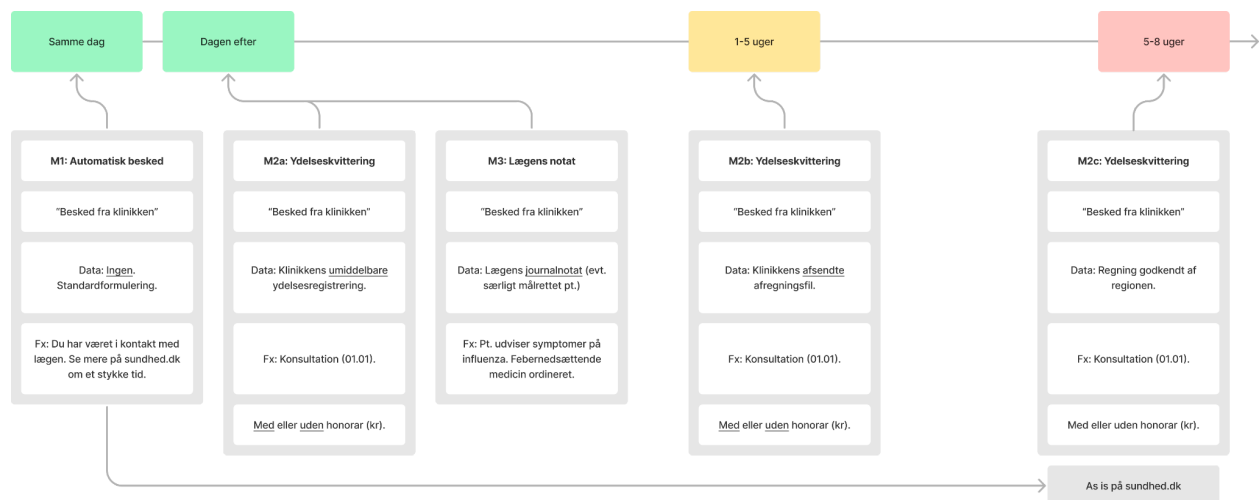 Samme dag
Dagen efter
1-5 uger
5-8 uger
M1: Automatisk besked
"Besked fra klinikken"
Data: Ingen.
Standardformulering.
Fx: Du har været i kontakt med
lægen. Se mere på sundhed.dk
om et stykke tid.
M2a: Ydelseskvittering
"Besked fra klinikken"
Data: Klinikkens umiddelbare
ydelsesregistrering.
Fx: Konsultation (01.01).
Med eller uden honorar (kr).
M3: Lægens notat
"Besked fra klinikken"
Data: Lægens journalnotat (evt.
særligt målrettet pt.)
Fx: Pt. udviser symptomer på
influenza. Febernedsættende
medicin ordineret.
M2b: Ydelseskvittering
"Besked fra klinikken"
Data: Klinikkens afsendte
afregningsfil.
Fx: Konsultation (01.01).
Med eller uden honorar (kr).
M2c: Ydelseskvittering
"Besked fra klinikken"
Data: Regning godkendt af
regionen.
Fx: Konsultation (01.01).
Med eller uden honorar (kr).
As is på sundhed.dk